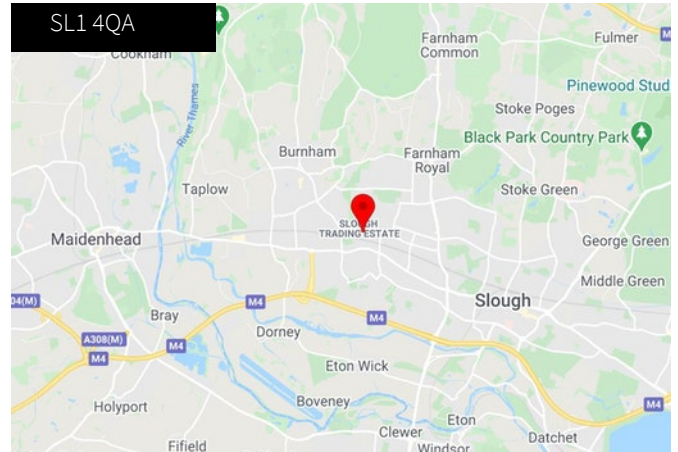 SL1 4QA
Cookham
Farnham
Common
Fulmer
M
Pinewood Stud
Stoke Poges
River Thames
Black Park Country Park
Burnham
Farnham
Royal
Taplow
Stoke Green
SLOUGH
TRADING ESTATE
Maidenhead
George Green
Middle Green
Slough
04(M)
M4
Bray
M4
A308(M)
M4
M4
Dorney
Eton Wick
Boveney
Holyport
M4
Eton
Clewer
Datchet
Fifield
Windsor